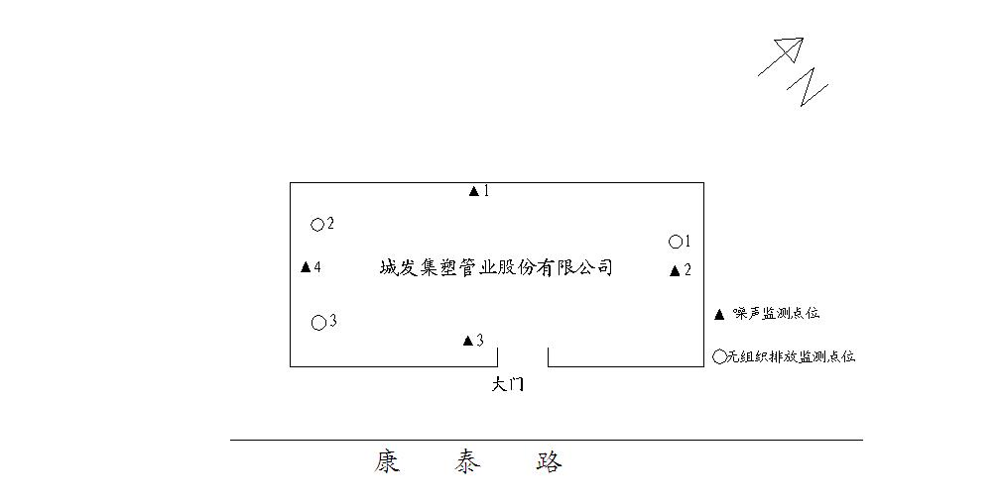 N
▲1
○2
○1
▲4
城发集塑管业股份有限公司
▲2
○3
▲3
▲ 噪声监测点位
○无组织排放监测点位
大门
康 泰 路